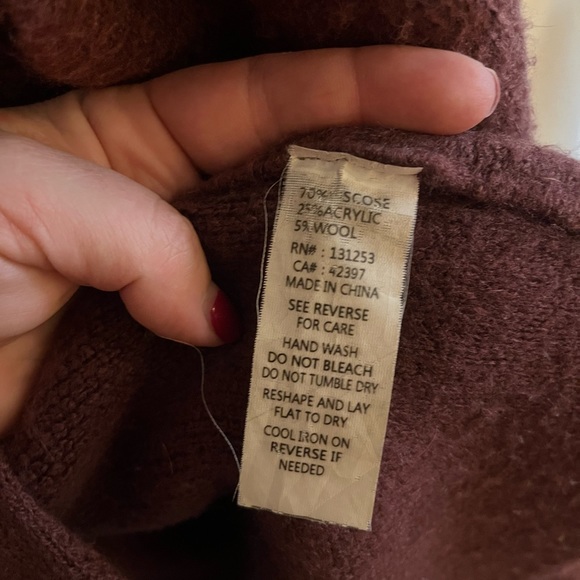 70% SCOSE
25%ACRYLIC
5%WOOL
RN# : 131253
CA# : 42397
MADE IN CHINA
SEE REVERSE
FOR CARE
HAND WASH
DO NOT BLEACH
DO NOT TUMBLE DRY
RESHAPE AND LAY
FLAT TO DRY
COOL IRON ON
REVERSE IF
NEEDED